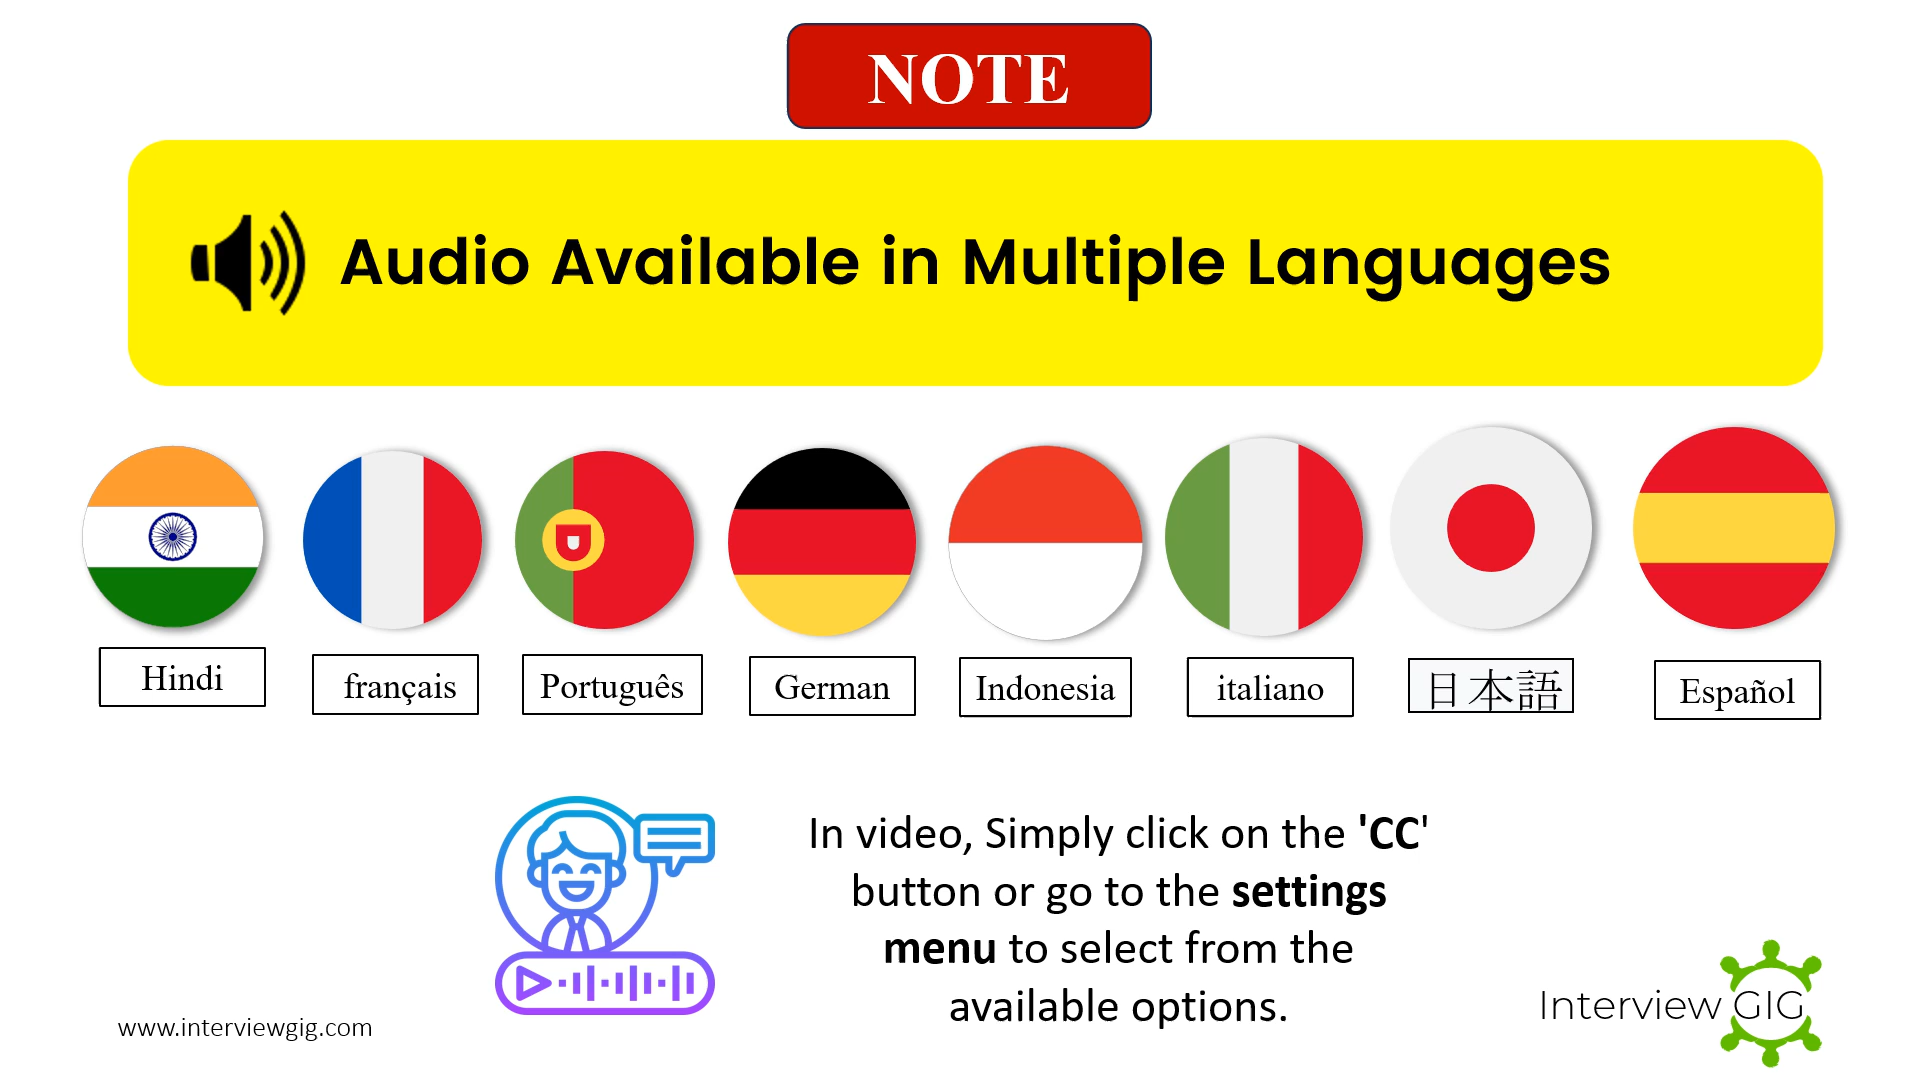 NOTE
Audio Available in Multiple Languages
Hindi
français
Português
German
Indonesia
italiano
日本語
Español
In video, Simply click on the 'CC'
button or go to the settings
menu to select from the
available options.
www.interviewgig.com
Interview GIG